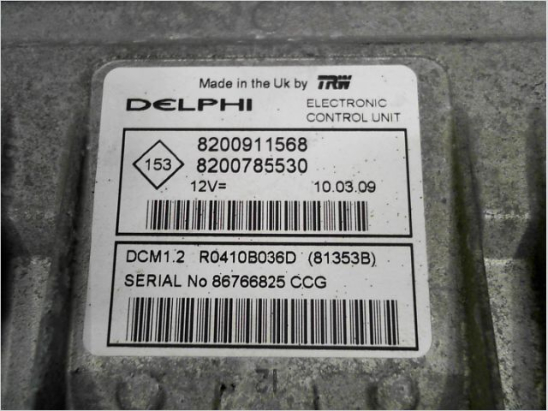 Made in the Uk by TRW
DELPHI ELECTRONIC
CONTROL UNIT
8200911568
153 8200785530
12V= 10.03.09
DCM1.2 R0410B036D (81353B)
SERIAL No 86766825 CCG
12